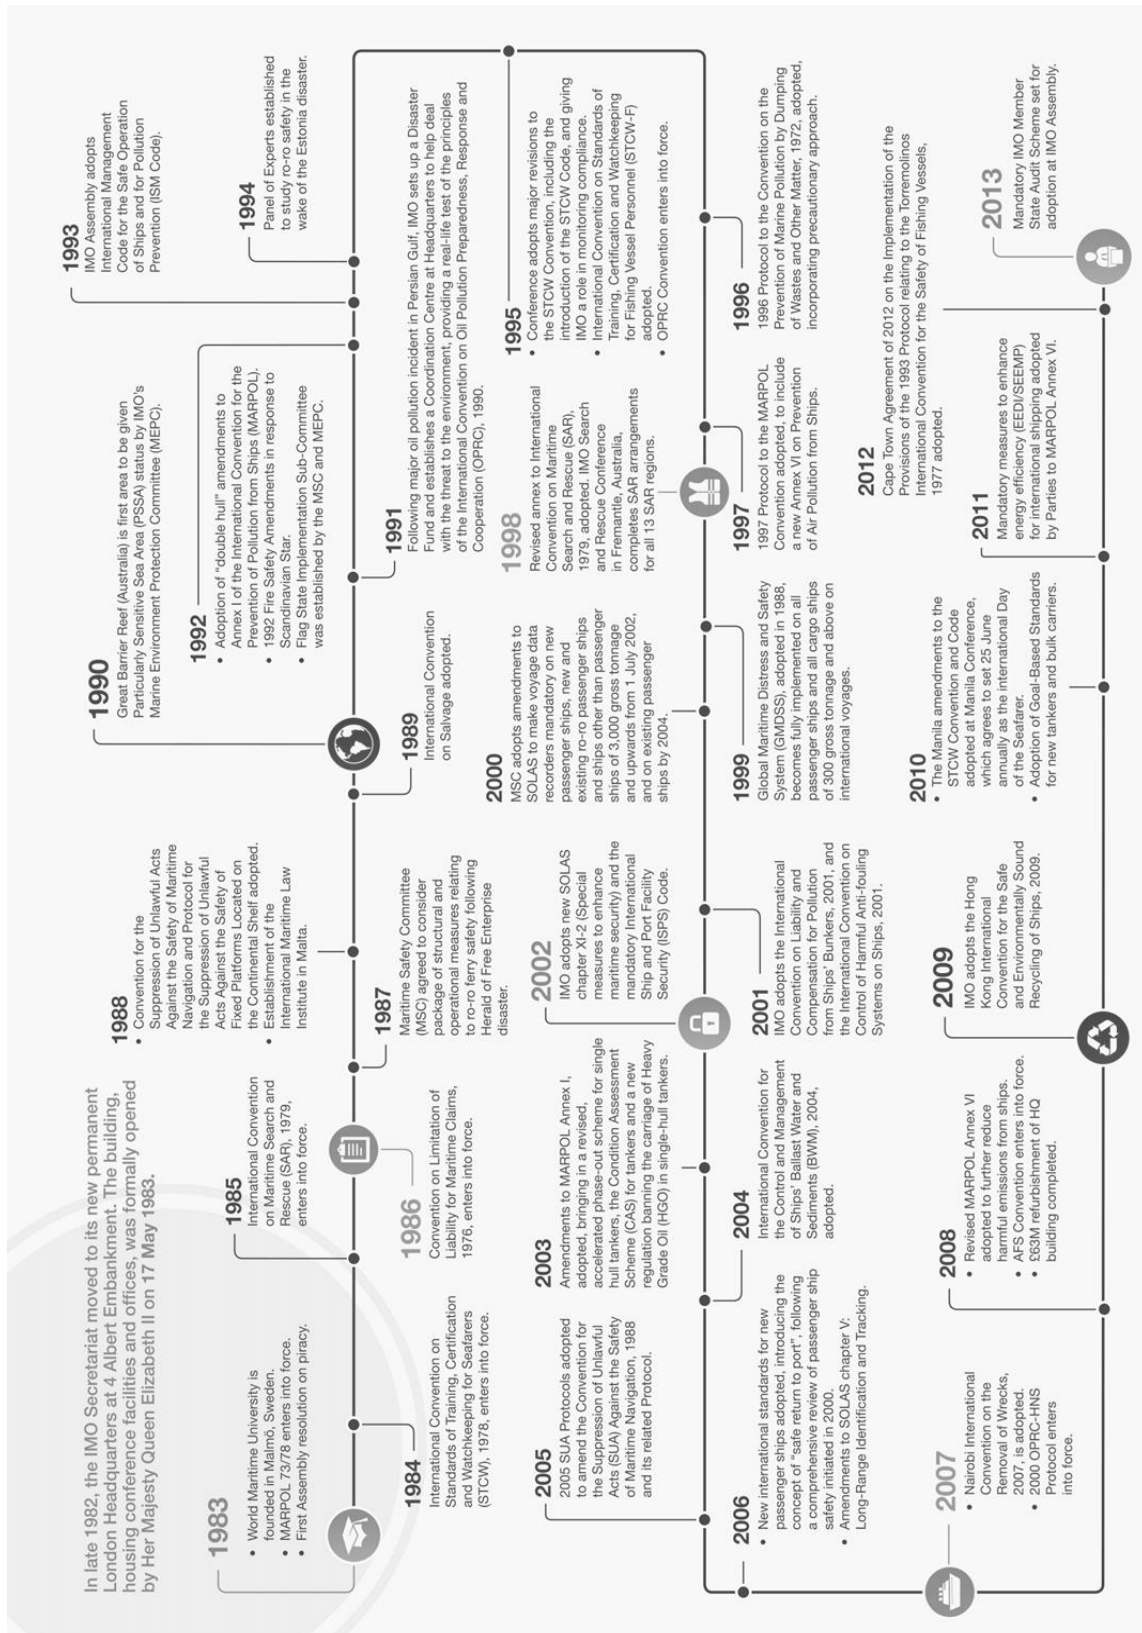 In late 1982, the IMO Secretariat moved to its new permanent
London Headquarters at 4 Albert Embankment. The building,
housing conference facilities and offices, was formally opened
by Her Majesty Queen Elizabeth II on 17 May 1983.
1983
• World Maritime University is
founded in Malmö, Sweden.
• MARPOL 73/78 enters into force.
• First Assembly resolution on piracy.
1984
International Convention on
Standards of Training, Certification
and Watchkeeping for Seafarers
(STCW), 1978, enters into force.
1985
International Convention
on Maritime Search and
Rescue (SAR), 1979,
enters into force.
1986
Convention on Limitation of
Liability for Maritime Claims,
1976, enters into force.
1987
Maritime Safety Committee
(MSC) agreed to consider
package of structural and
operational measures relating
to ro-ro ferry safety following
Herald of Free Enterprise
disaster.
1988
• Convention for the
Suppression of Unlawful Acts
Against the Safety of Maritime
Navigation and Protocol for
the Suppression of Unlawful
Acts Against the Safety of
Fixed Platforms Located on
the Continental Shelf adopted.
• Establishment of the
International Maritime Law
Institute in Malta.
1989
International Convention
on Salvage adopted.
1990
Great Barrier Reef (Australia) is first area to be given
Particularly Sensitive Sea Area (PSSA) status by IMO's
Marine Environment Protection Committee (MEPC).
1991
Following major oil pollution incident in Persian Gulf, IMO sets up a Disaster
Fund and establishes a Coordination Centre at Headquarters to help deal
with the threat to the environment, providing a real-life test of the principles
of the International Convention on Oil Pollution Preparedness, Response and
Cooperation (OPRC), 1990.
1992
• Adoption of "double hull" amendments to
Annex I of the International Convention for the
Prevention of Pollution from Ships (MARPOL).
• 1992 Fire Safety Amendments in response to
Scandinavian Star.
• Flag State Implementation Sub-Committee
was established by the MSC and MEPC.
1993
IMO Assembly adopts
International Management
Code for the Safe Operation
of Ships and for Pollution
Prevention (ISM Code).
1994
Panel of Experts established
to study ro-ro safety in the
wake of the Estonia disaster.
1995
• Conference adopts major revisions to
the STCW Convention, including the
introduction of the STCW Code, and giving
IMO a role in monitoring compliance.
• International Convention on Standards of
Training, Certification and Watchkeeping
for Fishing Vessel Personnel (STCW-F)
adopted.
• OPRC Convention enters into force.
1996
1996 Protocol to the Convention on the
Prevention of Marine Pollution by Dumping
of Wastes and Other Matter, 1972, adopted,
incorporating precautionary approach.
1997
1997 Protocol to the MARPOL
Convention adopted, to include
a new Annex VI on Prevention
of Air Pollution from Ships.
1998
Revised annex to International
Convention on Maritime
Search and Rescue (SAR),
1979, adopted. IMO Search
and Rescue Conference
in Fremantle, Australia,
completes SAR arrangements
for all 13 SAR regions.
1999
Global Maritime Distress and Safety
System (GMDSS), adopted in 1988,
becomes fully implemented on all
passenger ships and all cargo ships
of 300 gross tonnage and above on
international voyages.
2000
MSC adopts amendments to
SOLAS to make voyage data
recorders mandatory on new
passenger ships, new and
existing ro-ro passenger ships
and ships other than passenger
ships of 3,000 gross tonnage
and upwards from 1 July 2002,
and on existing passenger
ships by 2004.
2001
IMO adopts the International
Convention on Liability and
Compensation for Pollution
from Ships' Bunkers, 2001, and
the International Convention on
Control of Harmful Anti-fouling
Systems on Ships, 2001.
2002
IMO adopts new SOLAS
chapter XI-2 (Special
measures to enhance
maritime security) and the
mandatory International
Ship and Port Facility
Security (ISPS) Code.
2003
Amendments to MARPOL Annex I,
adopted, bringing in a revised,
accelerated phase-out scheme for single
hull tankers, the Condition Assessment
Scheme (CAS) for tankers and a new
regulation banning the carriage of Heavy
Grade Oil (HGO) in single-hull tankers.
2004
International Convention for
the Control and Management
of Ships' Ballast Water and
Sediments (BWM), 2004,
adopted.
2005
2005 SUA Protocols adopted
to amend the Convention for
the Suppression of Unlawful
Acts (SUA) Against the Safety
of Maritime Navigation, 1988
and its related Protocol.
2006
• New international standards for new
passenger ships adopted, introducing the
concept of "safe return to port", following
a comprehensive review of passenger ship
safety initiated in 2000.
• Amendments to SOLAS chapter V:
Long-Range Identification and Tracking.
2007
• Nairobi International
Convention on the
Removal of Wrecks,
2007, is adopted.
• 2000 OPRC-HNS
Protocol enters
into force.
2008
• Revised MARPOL Annex VI
adopted to further reduce
harmful emissions from ships.
• AFS Convention enters into force.
• £63M refurbishment of HQ
building completed.
2009
IMO adopts the Hong
Kong International
Convention for the Safe
and Environmentally Sound
Recycling of Ships, 2009.
2010
• The Manila amendments to the
STCW Convention and Code
adopted at Manila Conference,
which agrees to set 25 June
annually as the international Day
of the Seafarer.
• Adoption of Goal-Based Standards
for new tankers and bulk carriers.
2011
Mandatory measures to enhance
energy efficiency (EEDI/SEEMP)
for international shipping adopted
by Parties to MARPOL Annex VI.
2012
Cape Town Agreement of 2012 on the Implementation of the
Provisions of the 1993 Protocol relating to the Torremolinos
International Convention for the Safety of Fishing Vessels,
1977 adopted.
2013
Mandatory IMO Member
State Audit Scheme set for
adoption at IMO Assembly.